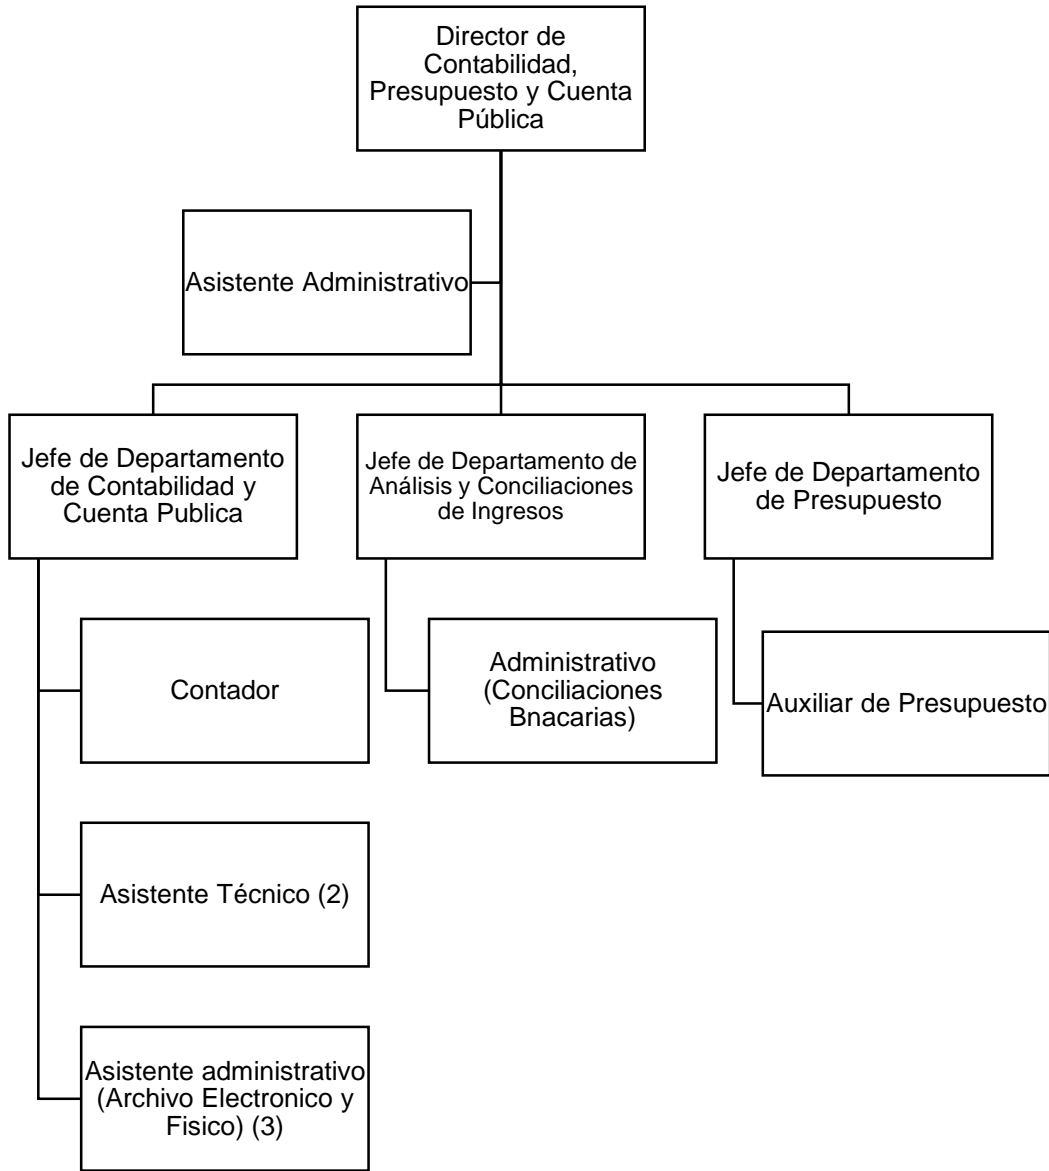 Director de
Contabilidad,
Presupuesto y Cuenta
Pública
Asistente Administrativo
Jefe de Departamento
de Contabilidad y
Cuenta Publica
Jefe de Departamento de
Análisis y Conciliaciones
de Ingresos
Jefe de Departamento
de Presupuesto
Contador
Administrativo
(Conciliaciones
Bnacarias)
Auxiliar de Presupuesto
Asistente Técnico (2)
Asistente administrativo
(Archivo Electronico y
Fisico) (3)